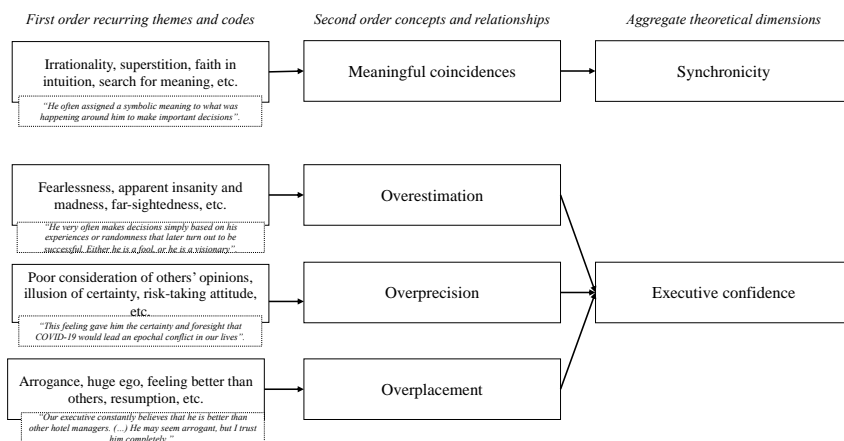 First order recurring themes and codes
Second order concepts and relationships
Aggregate theoretical dimensions
Irrationality, superstition, faith in
intuition, search for meaning, etc.
"He often assigned a symbolic meaning to what was
happening around him to make important decisions".
Meaningful coincidences
Synchronicity
Fearlessness, apparent insanity and
madness, far-sightedness, etc.
"He very often makes decisions simply based on his
experiences or randomness that later turn out to be
successful. Either he is a fool, or he is a visionary".
Overestimation
Poor consideration of others' opinions,
illusion of certainty, risk-taking attitude,
etc.
"This feeling gave him the certainty and foresight that
COVID-19 would lead an epochal conflict in our lives".
Overprecision
Executive confidence
Arrogance, huge ego, feeling better than
others, resumption, etc.
"Our executive constantly believes that he is better than
other hotel managers. (…) He may seem arrogant, but I trust
him completely."
Overplacement